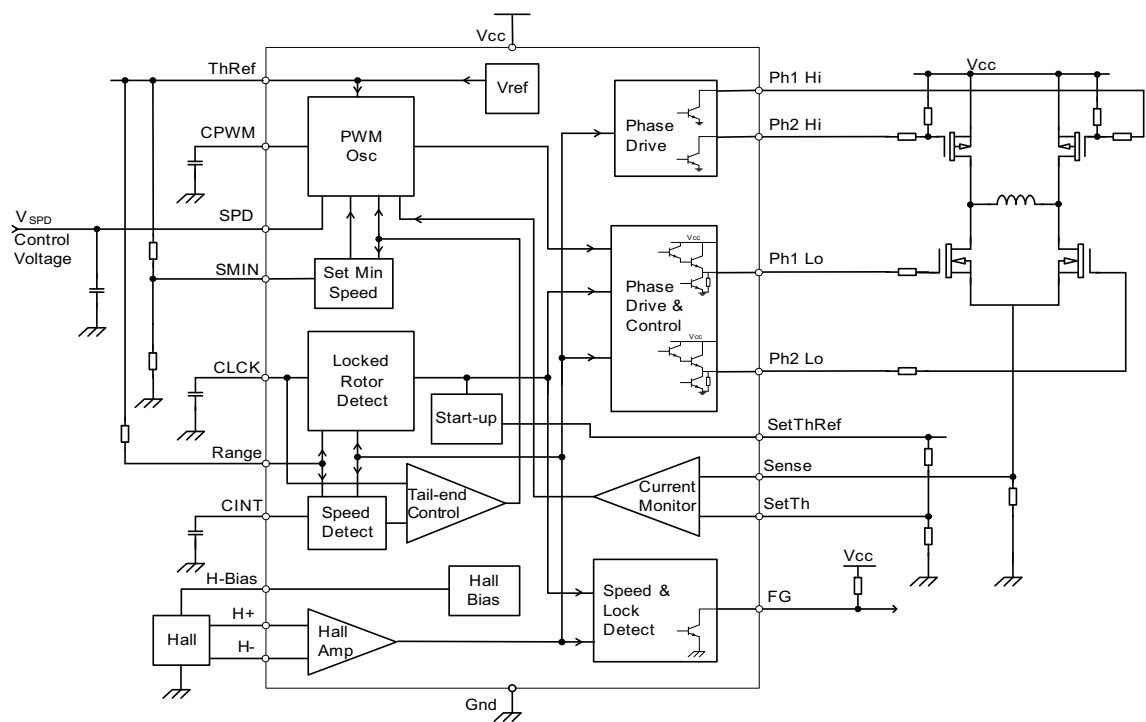 Vcc
ThRef
Vref
CPWM
PWM
Osc
VSPD
Control
Voltage
SPD
SMIN
Set Min
Speed
CLCK
Locked
Rotor
Detect
Start-up
Range
CINT
Speed
Detect
Tail-end
Control
H-Bias
Hall
Bias
H+
H-
Hall
Hall
Amp
Gnd
Phase
Drive
Phase
Drive &
Control
Vcc
Vcc
Current
Monitor
Speed &
Lock
Detect
Ph1 Hi
Ph2 Hi
Ph1 Lo
Ph2 Lo
SetThRef
Sense
SetTh
FG
Vcc
Vcc